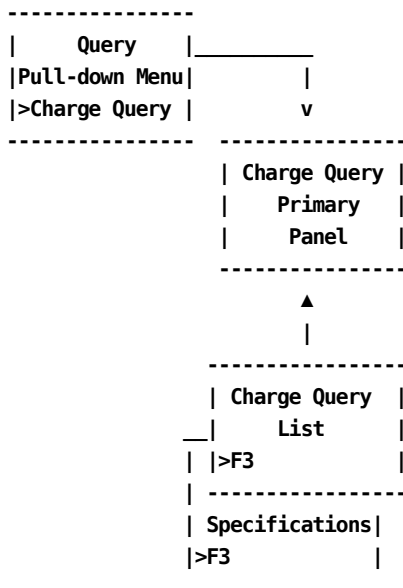 Query
Pull-down Menu
>Charge Query
Charge Query
Primary
Panel
Charge Query
List
>F3
Specifications
>F3